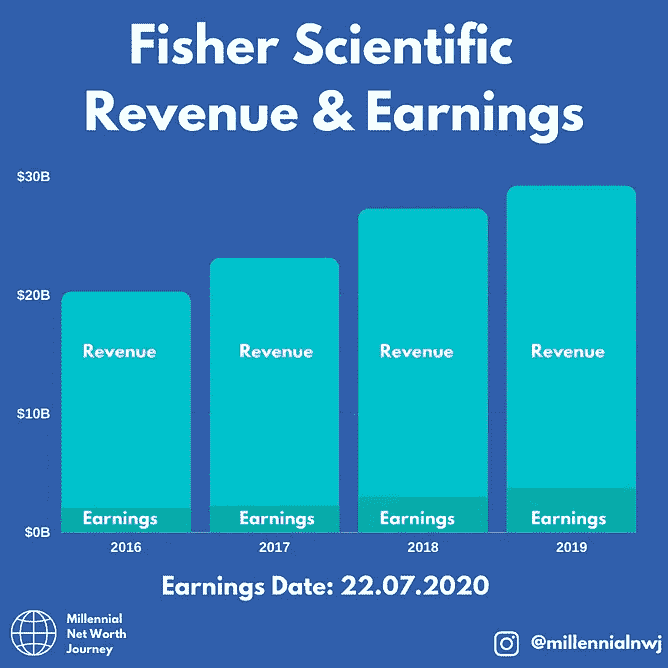 Fisher Scientific
Revenue & Earnings
$30B
$20B
$10B
$0B
Revenue Revenue Revenue Revenue
Earnings Earnings Earnings Earnings
2016 2017 2018 2019
Earnings Date: 22.07.2020
Millennial
Net Worth
Journey
@millennialnwj